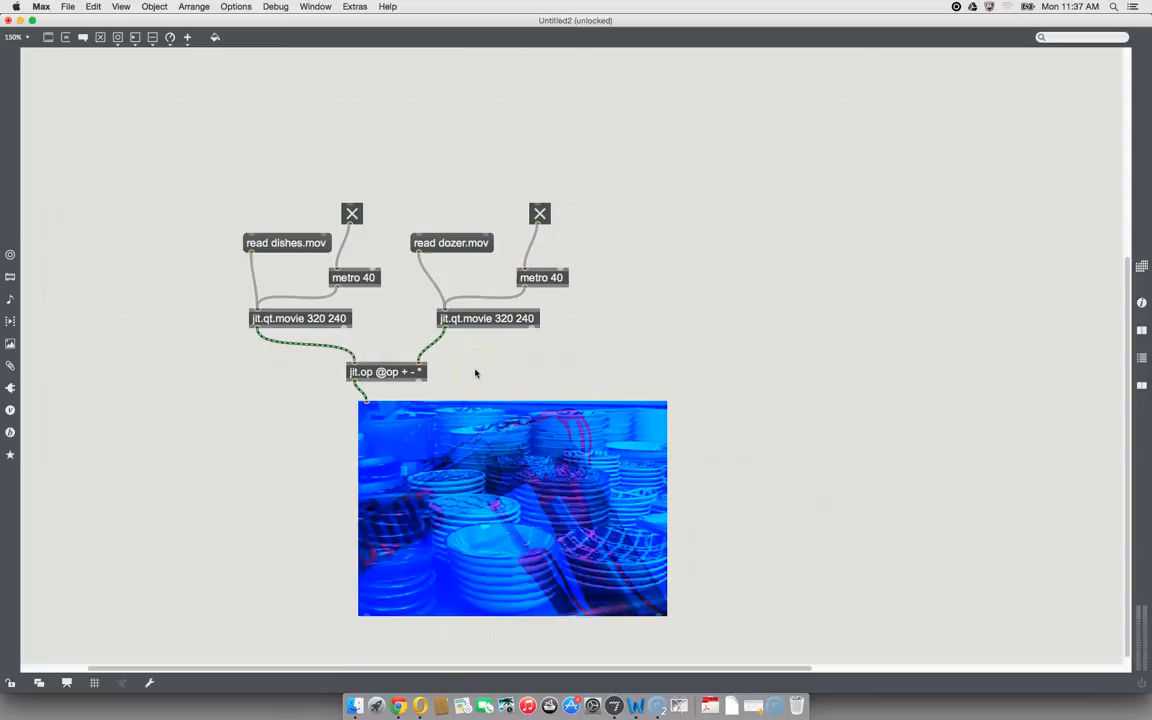 Max File Edit View Object Arrange Options Debug Window Extras Help Mon 11:37 AM
Untitled2 (unlocked)
150%
read dishes.mov read dozer.mov
metro 40 metro 40
jit.qt.movie 320 240 jit.qt.movie 320 240
jit.op @op + - *